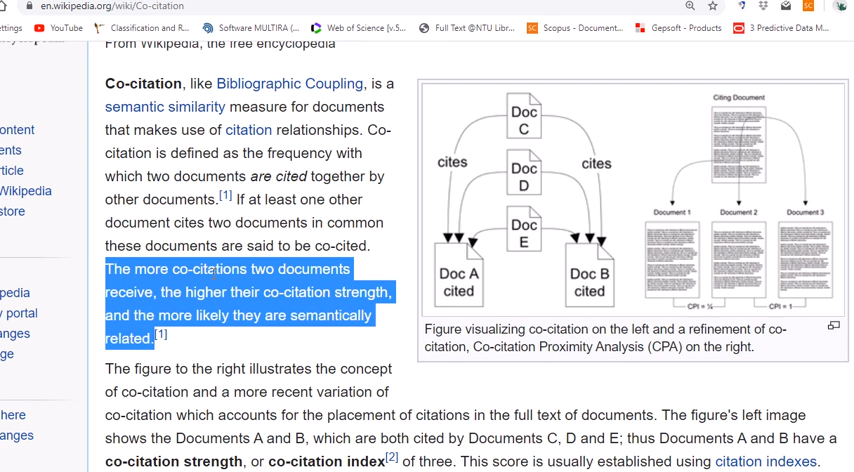 en.wikipedia.org/wiki/Co-citation
ettings YouTube Classification and R... Software MULTIRA (... Web of Science [v.5... Full Text @NTU Libr... Scopus - Document... Gepsoft - Products 3 Predictive Data M...
From Wikipedia, the free encyclopedia
ontent
ents
rticle
Wikipedia
store
pedia
y portal
anges
ge
here
anges
Co-citation, like Bibliographic Coupling, is a
semantic similarity measure for documents
that makes use of citation relationships. Co-
citation is defined as the frequency with
which two documents are cited together by
other documents.[1] If at least one other
document cites two documents in common
these documents are said to be co-cited.
The more co-citations two documents
receive, the higher their co-citation strength,
and the more likely they are semantically
related.[1]
Doc
C
cites
cites
Doc
D
Doc
E
Doc A
cited
Doc B
cited
Citing Document
Document 1 Document 2 Document 3
CPI = 1
Figure visualizing co-citation on the left and a refinement of co-
citation, Co-citation Proximity Analysis (CPA) on the right.
The figure to the right illustrates the concept
of co-citation and a more recent variation of
co-citation which accounts for the placement of citations in the full text of documents. The figure's left image
shows the Documents A and B, which are both cited by Documents C, D and E; thus Documents A and B have a
co-citation strength, or co-citation index[2] of three. This score is usually established using citation indexes.